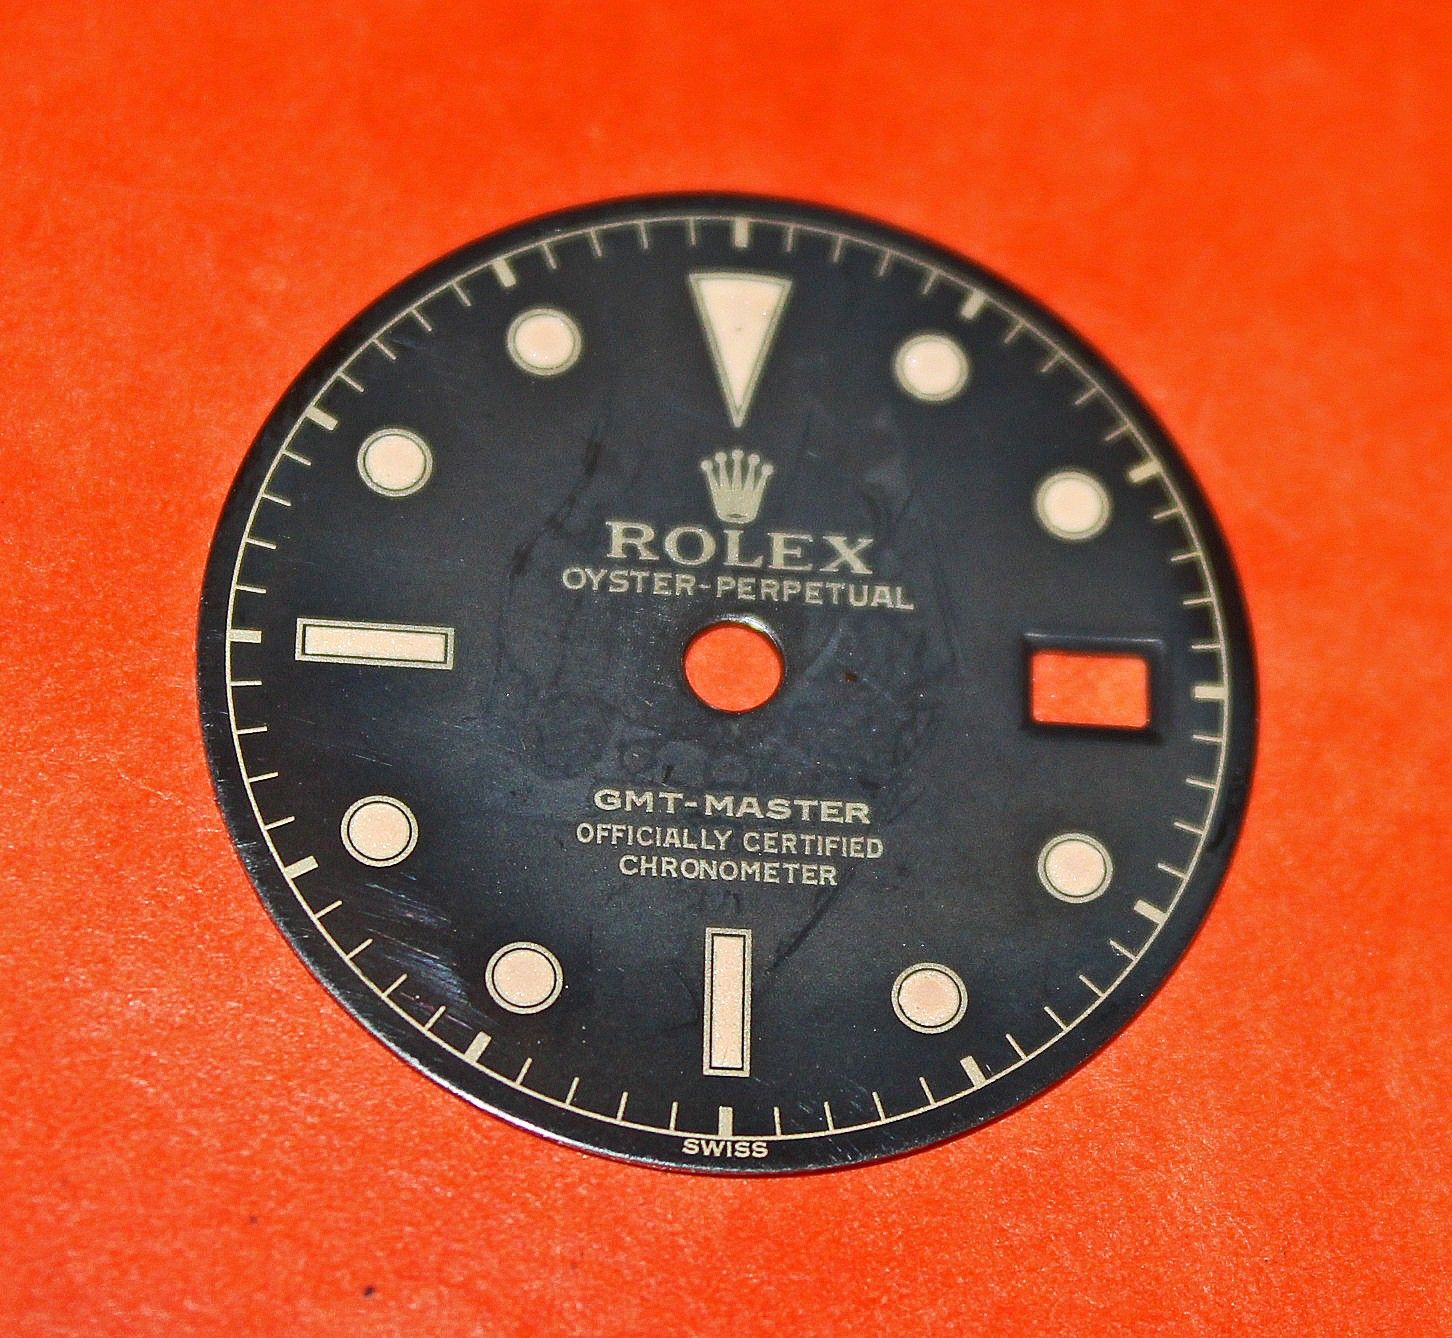 ROLEX
OYSTER-PERPETUAL
GMT-MASTER
OFFICIALLY CERTIFIED
CHRONOMETER
SWISS